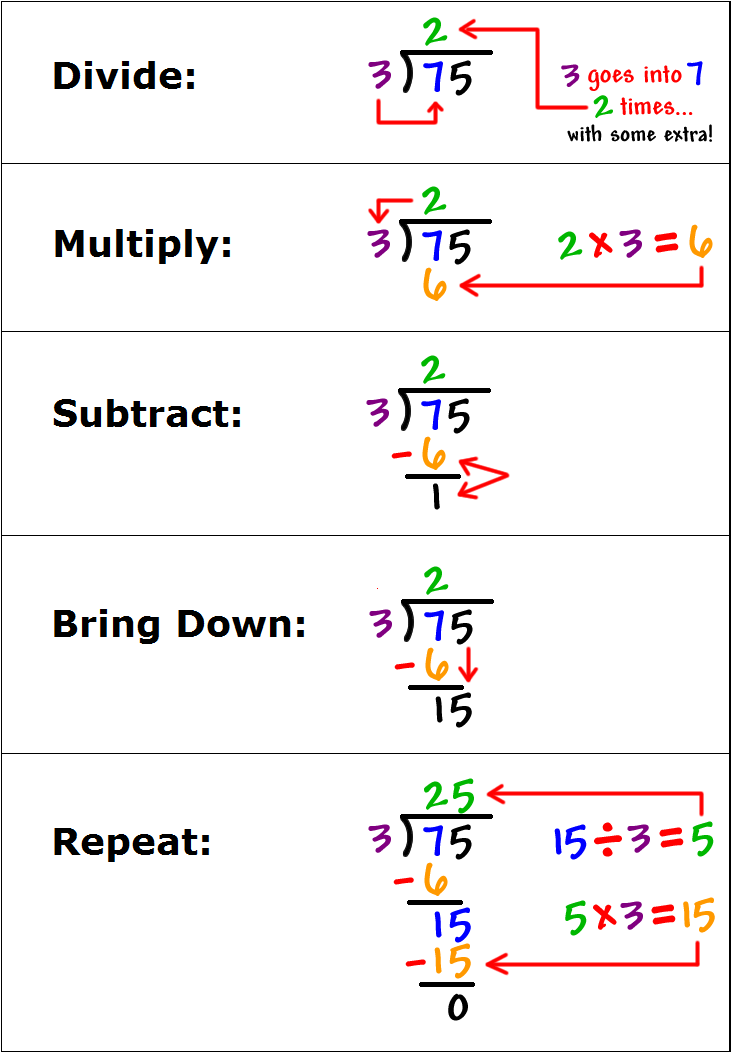 Divide:
2
3)75
3 goes into 7
2 times...
with some extra!
Multiply:
2
3)75
6
2×3=6
Subtract:
2
3)75
-6
1
Bring Down:
2
3)75
-6
15
Repeat:
25
3)75
-6
15
-15
0
15÷3=5
5×3=15